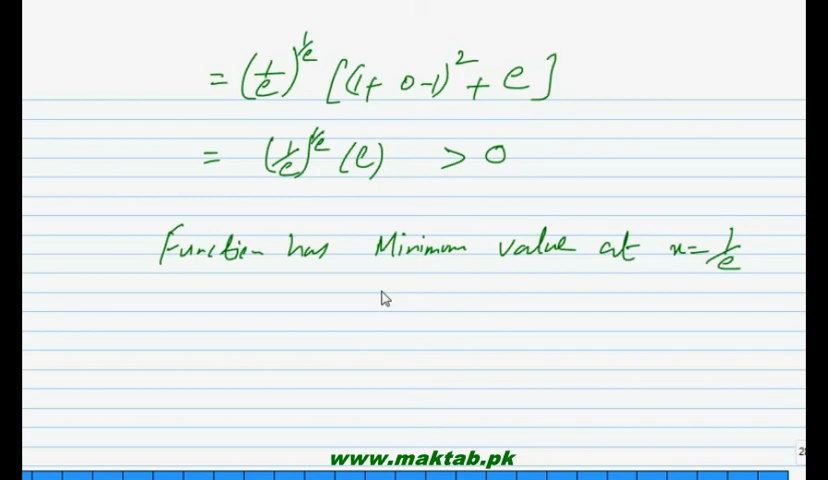 = (1/e)^1/e [(1+ 0-1)^2 + e]
= (1/e)^1/e (e) > 0
Function has Minimum value at x = 1/e
www.maktab.pk